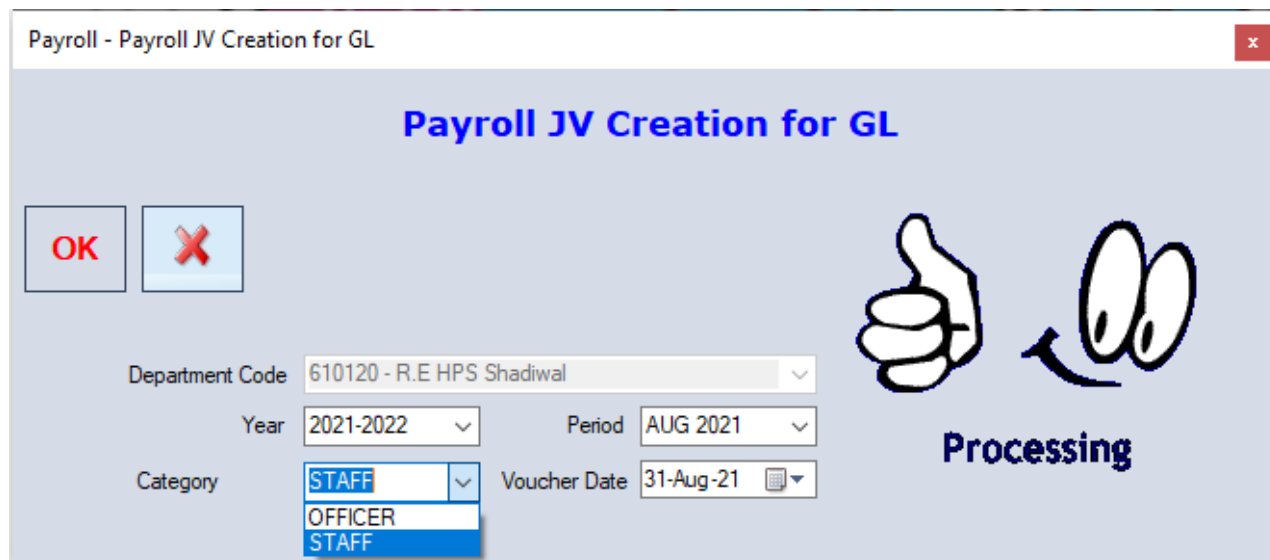 Payroll - Payroll JV Creation for GL
x
Payroll JV Creation for GL
OK
Department Code 610120 - R.E HPS Shadiwal
Year 2021-2022 Period AUG 2021
Processing
Category STAFF Voucher Date 31-Aug-21
OFFICER
STAFF